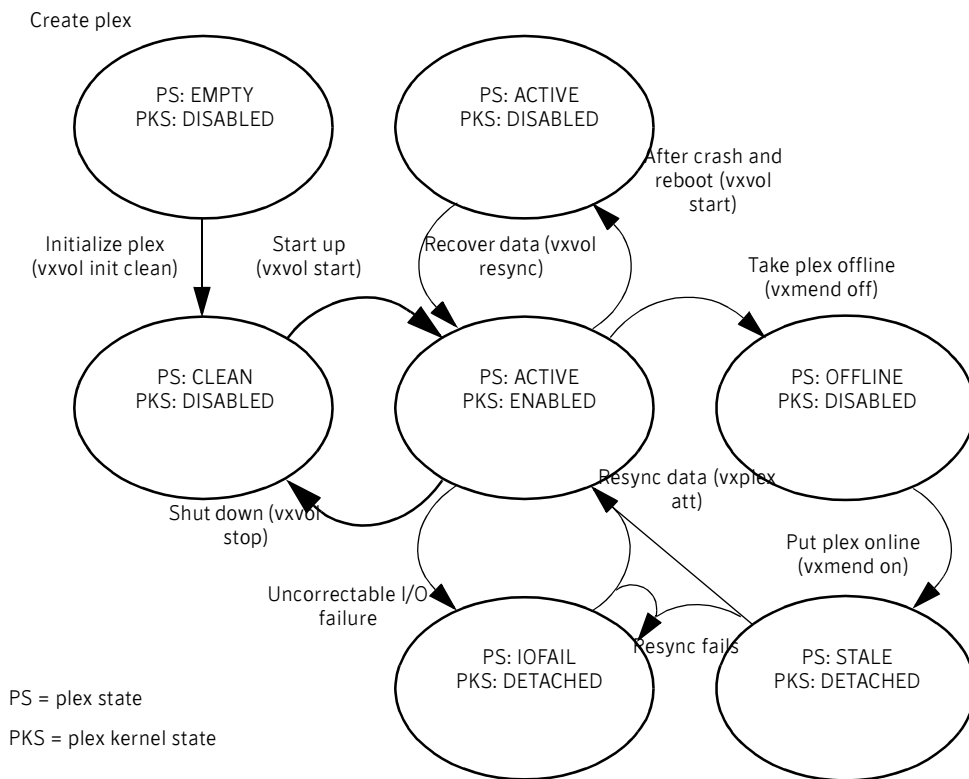 Create plex
PS: EMPTY
PKS: DISABLED
PS: ACTIVE
PKS: DISABLED
After crash and
reboot (vxvol
start)
Initialize plex
(vxvol init clean)
Start up
(vxvol start)
Recover data (vxvol
resync)
Take plex offline
(vxmend off)
PS: CLEAN
PKS: DISABLED
PS: ACTIVE
PKS: ENABLED
PS: OFFLINE
PKS: DISABLED
Resync data (vxplex
att)
Shut down (vxvol
stop)
Put plex online
(vxmend on)
Uncorrectable I/O
failure
Resync fails
PS: IOFAIL
PKS: DETACHED
PS: STALE
PKS: DETACHED
PS = plex state
PKS = plex kernel state